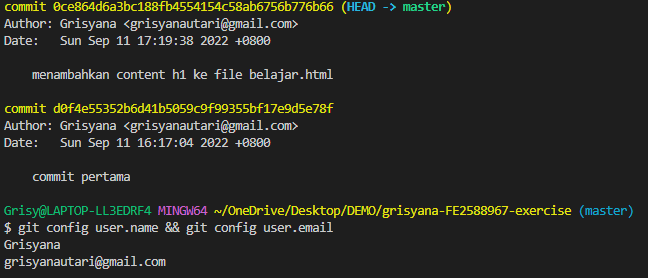 commit 0ce864d6a3bc188fb4554154c58ab6756b776b66 (HEAD -> master)
Author: Grisyana <grisyanautari@gmail.com>
Date:   Sun Sep 11 17:19:38 2022 +0800
menambahkan content h1 ke file belajar.html
commit d0f4e55352b6d41b5059c9f99355bf17e9d5e78f
Author: Grisyana <grisyanautari@gmail.com>
Date:   Sun Sep 11 16:17:04 2022 +0800
commit pertama
Grisy@LAPTOP-LL3EDRF4 MINGW64 ~/OneDrive/Desktop/DEMO/grisyana-FE2588967-exercise (master)
$ git config user.name && git config user.email
Grisyana
grisyanautari@gmail.com